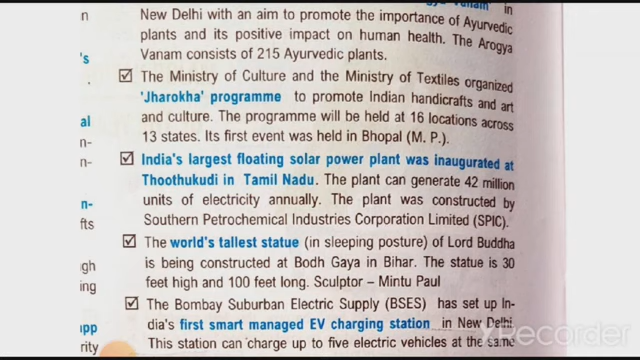 n
New Delhi with an aim to promote the importance of Ayurvedic
plants and its positive impact on human health. The Arogya
Vanam consists of 215 Ayurvedic plants.
's
The Ministry of Culture and the Ministry of Textiles organized
'Jharokha' programme to promote Indian handicrafts and art
and culture. The programme will be held at 16 locations across
13 states. Its first event was held in Bhopal (M. P.).
al
n-
n-
India's largest floating solar power plant was inaugurated at
Thoothukudi in Tamil Nadu. The plant can generate 42 million
units of electricity annually. The plant was constructed by
Southern Petrochemical Industries Corporation Limited (SPIC).
n-
fts
The world's tallest statue (in sleeping posture) of Lord Buddha
is being constructed at Bodh Gaya in Bihar. The statue is 30
feet high and 100 feet long. Sculptor – Mintu Paul
gh
ing
The Bombay Suburban Electric Supply (BSES) has set up In-
dia's first smart managed EV charging station in New Delhi.
This station can charge up to five electric vehicles at the same
app
rity
XRecorder